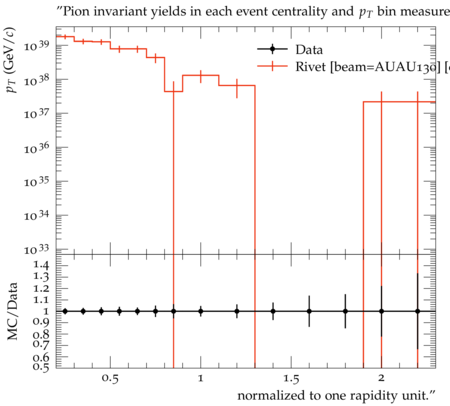 ”Pion invariant yields in each event centrality and p_T bin measure
p_T (GeV/c)
10^39
10^38
10^37
10^36
10^35
10^34
10^33
Data
Rivet [beam=AUAU130] [
MC/Data
1.4
1.3
1.2
1.1
1
0.9
0.8
0.7
0.6
0.5
0.5 1 1.5 2
normalized to one rapidity unit.”